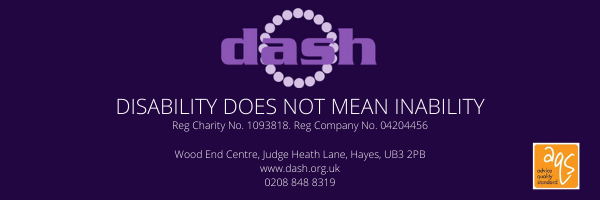 dash
DISABILITY DOES NOT MEAN INABILITY
Reg Charity No. 1093818. Reg Company No. 04204456
Wood End Centre, Judge Heath Lane, Hayes, UB3 2PB
www.dash.org.uk
0208 848 8319
aqs
advice
quality
standard